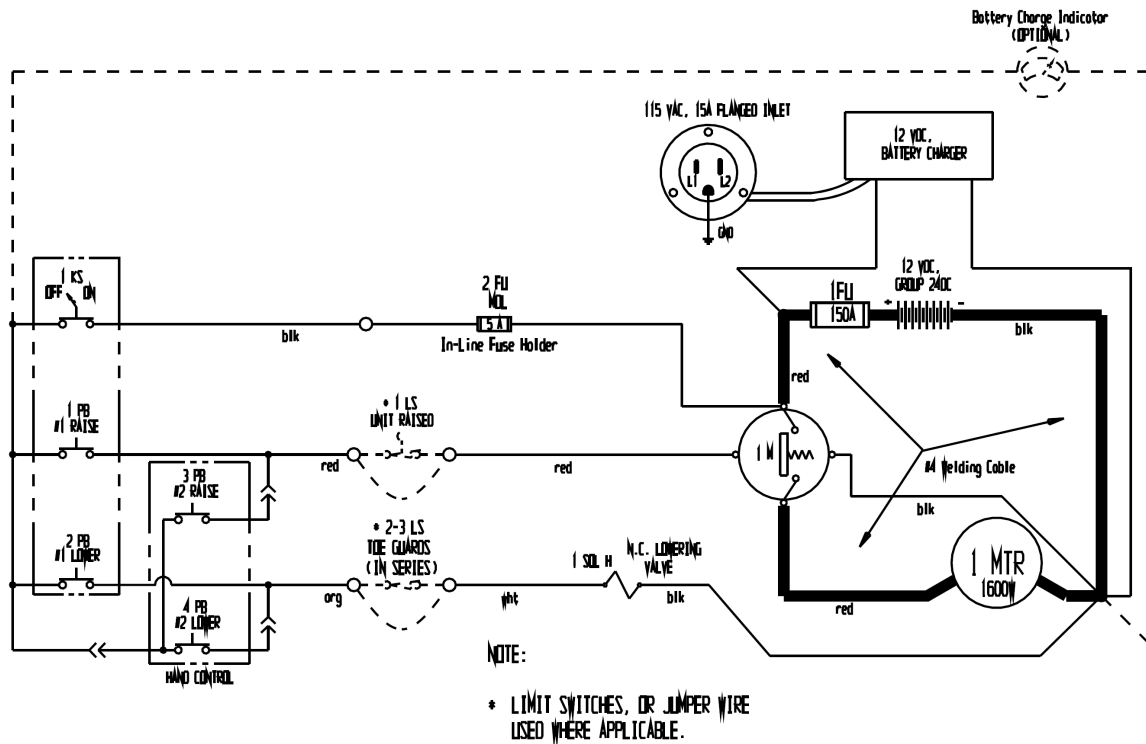 Battery Charge Indicator
(OPTIONAL)
115 VAC, 15A FLANGED INLET
12 VDC,
BATTERY CHARGER
L1 L2
GND
1 KS
OFF ON
2 FU
NOL
5 A
In-Line Fuse Holder
blk
1FU
150A
12 VDC,
GROUP 24DC
+ -
blk
red
1 PB
#1 RAISE
* 1 LS
LIMIT RAISED
red
red
1 M
#4 Welding Cable
3 PB
#2 RAISE
blk
2 PB
#1 LOWER
* 2-3 LS
TOE GUARDS
(IN SERIES)
1 SOL H
N.C. LOWERING
VALVE
org
wht
blk
1 MTR
1600W
red
4 PB
#2 LOWER
HAND CONTROL
NOTE:
* LIMIT SWITCHES, OR JUMPER WIRE
USED WHERE APPLICABLE.